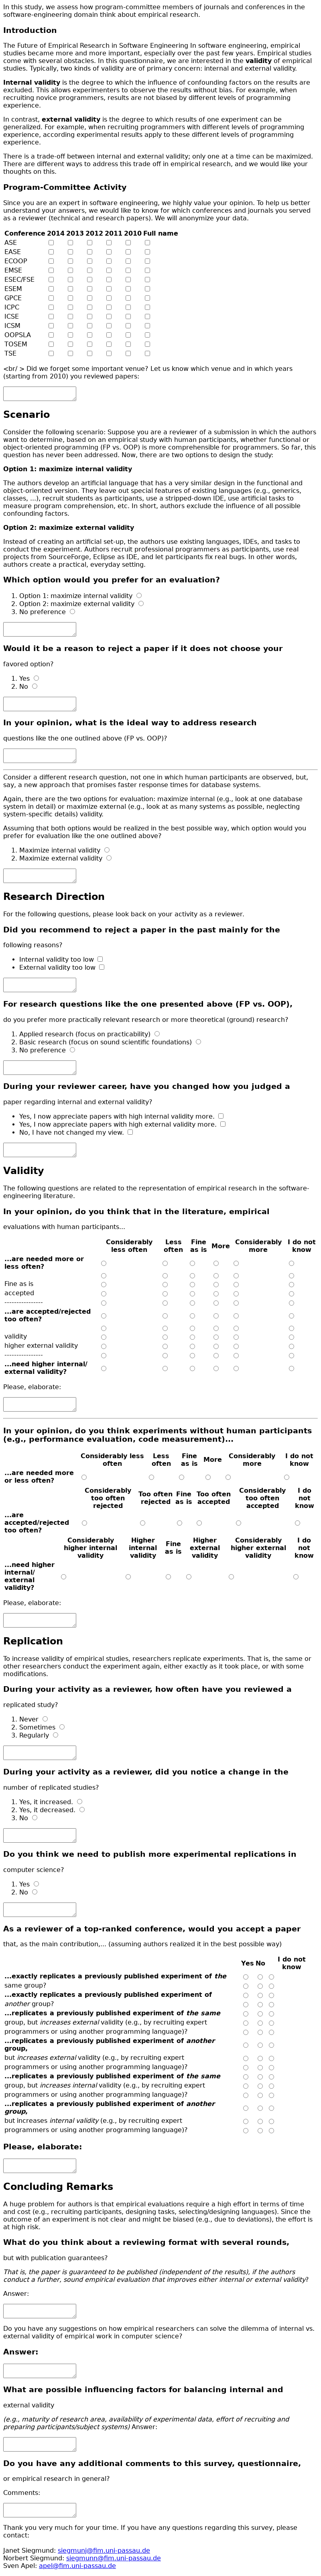 In this study, we assess how program-committee members of journals and conferences in the
software-engineering domain think about empirical research.
Introduction
The Future of Empirical Research in Software Engineering In software engineering, empirical
studies became more and more important, especially over the past few years. Empirical studies
come with several obstacles. In this questionnaire, we are interested in the validity of empirical
studies. Typically, two kinds of validity are of primary concern: internal and external validity.
Internal validity is the degree to which the influence of confounding factors on the results are
excluded. This allows experimenters to observe the results without bias. For example, when
recruiting novice programmers, results are not biased by different levels of programming
experience.
In contrast, external validity is the degree to which results of one experiment can be
generalized. For example, when recruiting programmers with different levels of programming
experience, according experimental results apply to these different levels of programming
experience.
There is a trade-off between internal and external validity; only one at a time can be maximized.
There are different ways to address this trade off in empirical research, and we would like your
thoughts on this.
Program-Committee Activity
Since you are an expert in software engineering, we highly value your opinion. To help us better
understand your answers, we would like to know for which conferences and journals you served
as a reviewer (technical and research papers). We will anonymize your data.
Conference 2014 2013 2012 2011 2010 Full name
ASE
EASE
ECOOP
EMSE
ESEC/FSE
ESEM
GPCE
ICPC
ICSE
ICSM
OOPSLA
TOSEM
TSE
<br/ > Did we forget some important venue? Let us know which venue and in which years
(starting from 2010) you reviewed papers:
Scenario
Consider the following scenario: Suppose you are a reviewer of a submission in which the authors
want to determine, based on an empirical study with human participants, whether functional or
object-oriented programming (FP vs. OOP) is more comprehensible for programmers. So far, this
question has never been addressed. Now, there are two options to design the study:
Option 1: maximize internal validity
The authors develop an artificial language that has a very similar design in the functional and
object-oriented version. They leave out special features of existing languages (e.g., generics,
classes, ...), recruit students as participants, use a stripped-down IDE, use artificial tasks to
measure program comprehension, etc. In short, authors exclude the influence of all possible
confounding factors.
Option 2: maximize external validity
Instead of creating an artificial set-up, the authors use existing languages, IDEs, and tasks to
conduct the experiment. Authors recruit professional programmers as participants, use real
projects from SourceForge, Eclipse as IDE, and let participants fix real bugs. In other words,
authors create a practical, everyday setting.
Which option would you prefer for an evaluation?
1. Option 1: maximize internal validity
2. Option 2: maximize external validity
3. No preference
Would it be a reason to reject a paper if it does not choose your
favored option?
1. Yes
2. No
In your opinion, what is the ideal way to address research
questions like the one outlined above (FP vs. OOP)?
Consider a different research question, not one in which human participants are observed, but,
say, a new approach that promises faster response times for database systems.
Again, there are the two options for evaluation: maximize internal (e.g., look at one database
system in detail) or maximize external (e.g., look at as many systems as possible, neglecting
system-specific details) validity.
Assuming that both options would be realized in the best possible way, which option would you
prefer for evaluation like the one outlined above?
1. Maximize internal validity
2. Maximize external validity
Research Direction
For the following questions, please look back on your activity as a reviewer.
Did you recommend to reject a paper in the past mainly for the
following reasons?
• Internal validity too low
• External validity too low
For research questions like the one presented above (FP vs. OOP),
do you prefer more practically relevant research or more theoretical (ground) research?
1. Applied research (focus on practicability)
2. Basic research (focus on sound scientific foundations)
3. No preference
During your reviewer career, have you changed how you judged a
paper regarding internal and external validity?
• Yes, I now appreciate papers with high internal validity more.
• Yes, I now appreciate papers with high external validity more.
• No, I have not changed my view.
Validity
The following questions are related to the representation of empirical research in the software-
engineering literature.
In your opinion, do you think that in the literature, empirical
evaluations with human participants...
Considerably less often Less often Fine as is More Considerably more I do not know
...are needed more or less often?
Fine as is
accepted
----------------
...are accepted/rejected too often?
validity
higher external validity
----------------
...need higher internal/ external validity?
Please, elaborate:
In your opinion, do you think experiments without human participants
(e.g., performance evaluation, code measurement)...
Considerably less often Less often Fine as is More Considerably more I do not know
...are needed more or less often?
Considerably too often rejected Too often rejected Fine as is Too often accepted Considerably too often accepted I do not know
...are accepted/rejected too often?
Considerably higher internal validity Higher internal validity Fine as is Higher external validity Considerably higher external validity I do not know
...need higher internal/ external validity?
Please, elaborate:
Replication
To increase validity of empirical studies, researchers replicate experiments. That is, the same or
other researchers conduct the experiment again, either exactly as it took place, or with some
modifications.
During your activity as a reviewer, how often have you reviewed a
replicated study?
1. Never
2. Sometimes
3. Regularly
During your activity as a reviewer, did you notice a change in the
number of replicated studies?
1. Yes, it increased.
2. Yes, it decreased.
3. No
Do you think we need to publish more experimental replications in
computer science?
1. Yes
2. No
As a reviewer of a top-ranked conference, would you accept a paper
that, as the main contribution,... (assuming authors realized it in the best possible way)
Yes No I do not know
...exactly replicates a previously published experiment of the
same group?
...exactly replicates a previously published experiment of
another group?
...replicates a previously published experiment of the same
group, but increases external validity (e.g., by recruiting expert
programmers or using another programming language)?
...replicates a previously published experiment of another
group,
but increases external validity (e.g., by recruiting expert
programmers or using another programming language)?
...replicates a previously published experiment of the same
group, but increases internal validity (e.g., by recruiting expert
programmers or using another programming language)?
...replicates a previously published experiment of another
group,
but increases internal validity (e.g., by recruiting expert
programmers or using another programming language)?
Please, elaborate:
Concluding Remarks
A huge problem for authors is that empirical evaluations require a high effort in terms of time
and cost (e.g., recruiting participants, designing tasks, selecting/designing languages). Since the
outcome of an experiment is not clear and might be biased (e.g., due to deviations), the effort is
at high risk.
What do you think about a reviewing format with several rounds,
but with publication guarantees?
That is, the paper is guaranteed to be published (independent of the results), if the authors
conduct a further, sound empirical evaluation that improves either internal or external validity?
Answer:
Do you have any suggestions on how empirical researchers can solve the dilemma of internal vs.
external validity of empirical work in computer science?
Answer:
What are possible influencing factors for balancing internal and
external validity
(e.g., maturity of research area, availability of experimental data, effort of recruiting and
preparing participants/subject systems) Answer:
Do you have any additional comments to this survey, questionnaire,
or empirical research in general?
Comments:
Thank you very much for your time. If you have any questions regarding this survey, please
contact:
Janet Siegmund: siegmunj@fim.uni-passau.de
Norbert Siegmund: siegmunn@fim.uni-passau.de
Sven Apel: apel@fim.uni-passau.de